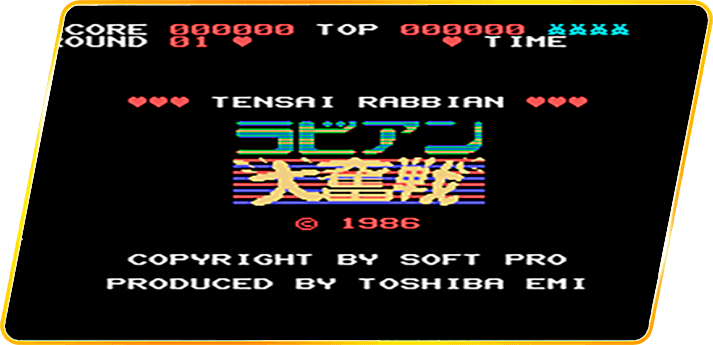 CORE 000000 TOP 000000
OUND 01 ♥ ♥ TIME
♥♥♥ TENSAI RABBIAN ♥♥♥
ラビアン
大奮戦
© 1986
COPYRIGHT BY SOFT PRO
PRODUCED BY TOSHIBA EMI